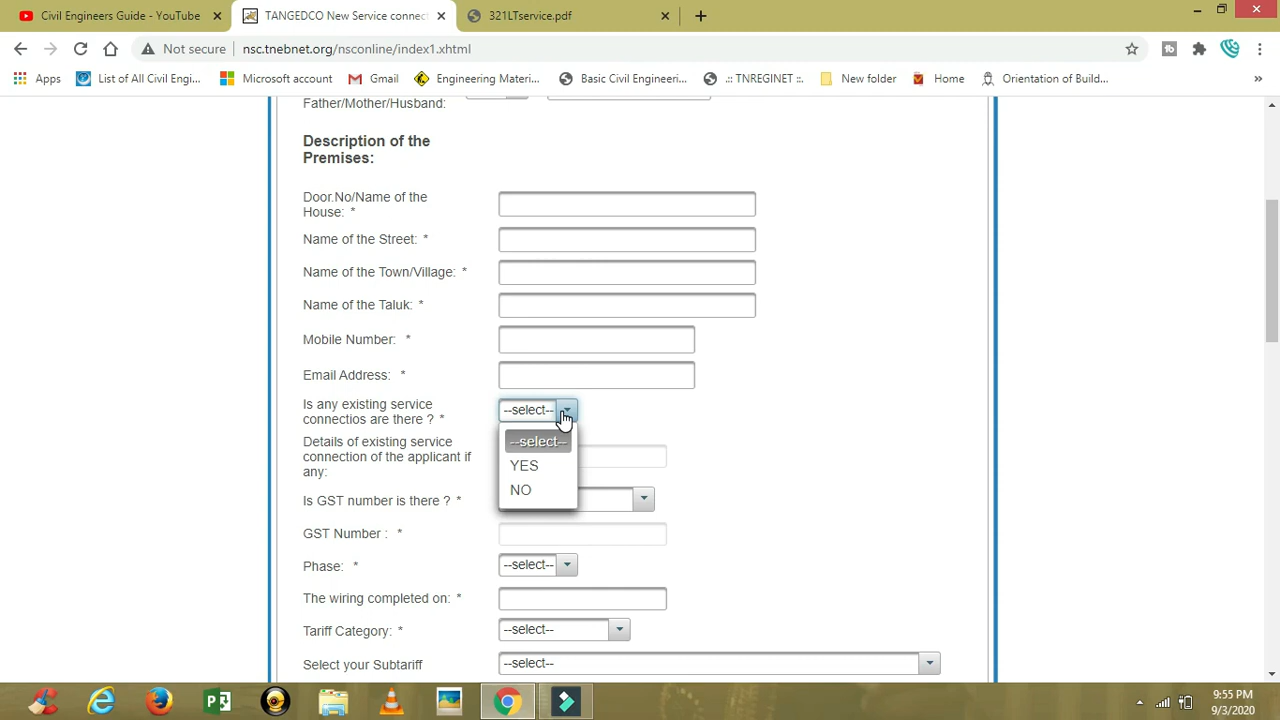 Civil Engineers Guide - YouTube
TANGEDCO New Service connect
321LTservice.pdf
Not secure
nsc.tnebnet.org/nsconline/index1.xhtml
Apps
List of All Civil Engi...
Microsoft account
Gmail
Engineering Materi...
Basic Civil Engineeri...
.:: TNREGINET ::.
New folder
Home
Orientation of Build...
»
Father/Mother/Husband:
Description of the
Premises:
Door.No/Name of the
House: *
Name of the Street: *
Name of the Town/Village: *
Name of the Taluk: *
Mobile Number: *
Email Address: *
Is any existing service
connectios are there ? *
--select--
--select--
YES
NO
Details of existing service
connection of the applicant if
any:
Is GST number is there ? *
GST Number : *
Phase: *
--select--
The wiring completed on: *
Tariff Category: *
--select--
Select your Subtariff
--select--
9:55 PM
9/3/2020